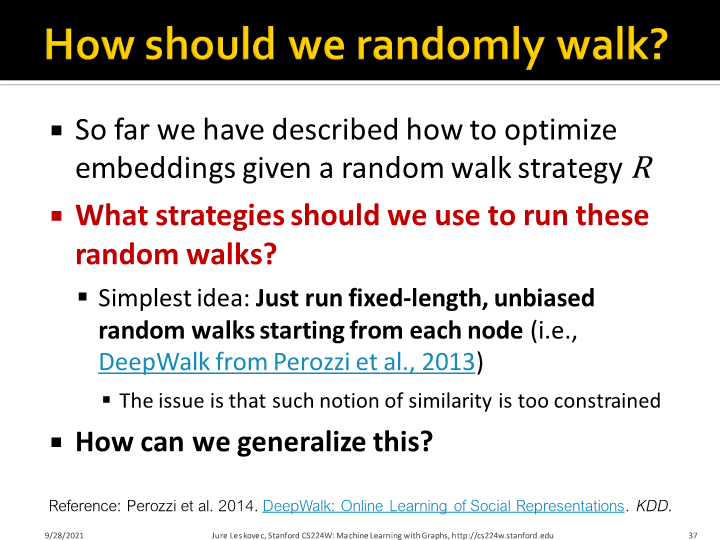 How should we randomly walk?
▪ So far we have described how to optimize
embeddings given a random walk strategy R
▪ What strategies should we use to run these
random walks?
▪ Simplest idea: Just run fixed-length, unbiased
random walks starting from each node (i.e.,
DeepWalk from Perozzi et al., 2013)
▪ The issue is that such notion of similarity is too constrained
▪ How can we generalize this?
Reference: Perozzi et al. 2014. DeepWalk: Online Learning of Social Representations. KDD.
9/28/2021 Jure Leskovec, Stanford CS224W: Machine Learning with Graphs, http://cs224w.stanford.edu 37